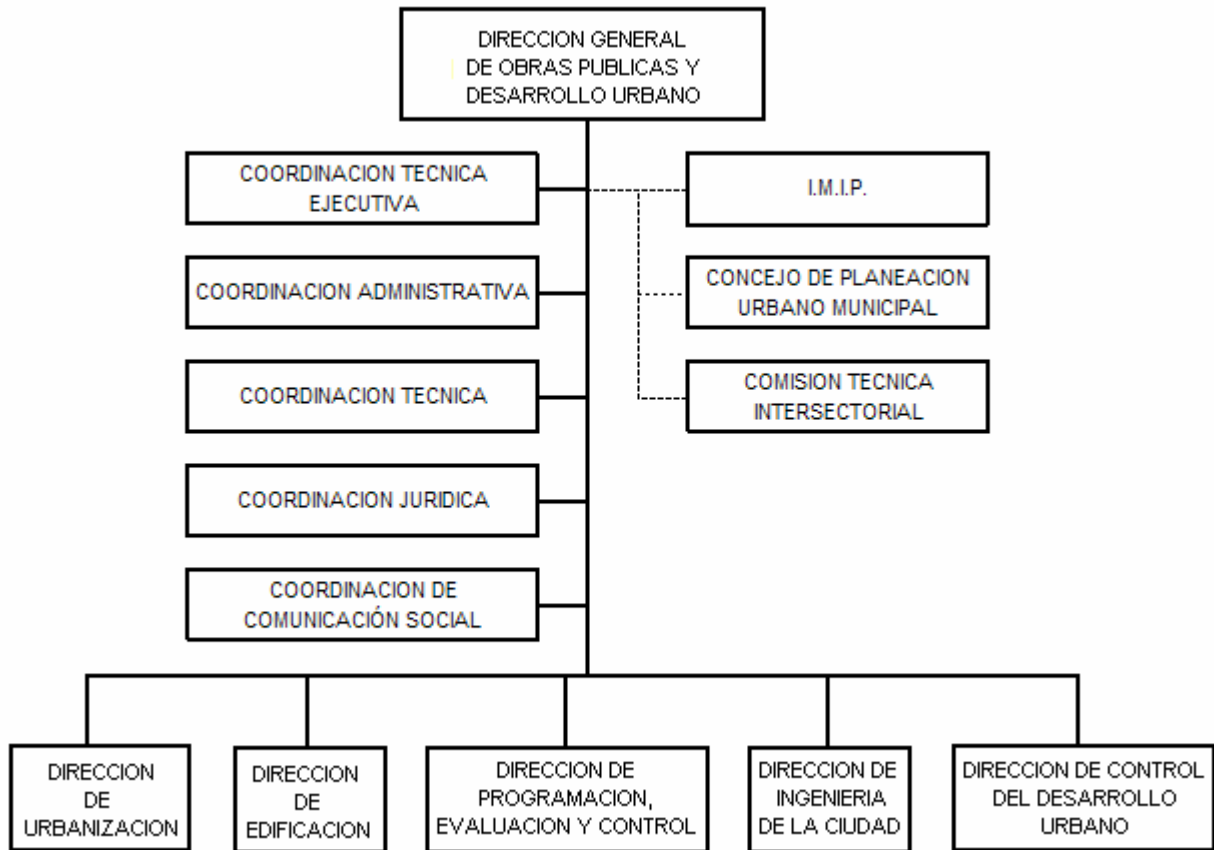 DIRECCION GENERAL
DE OBRAS PUBLICAS Y
DESARROLLO URBANO
COORDINACION TECNICA
EJECUTIVA
I.M.I.P.
COORDINACION ADMINISTRATIVA
CONCEJO DE PLANEACION
URBANO MUNICIPAL
COORDINACION TECNICA
COMISION TECNICA
INTERSECTORIAL
COORDINACION JURIDICA
COORDINACION DE
COMUNICACIÓN SOCIAL
DIRECCION
DE
URBANIZACION
DIRECCION
DE
EDIFICACION
DIRECCION DE
PROGRAMACION,
EVALUACION Y CONTROL
DIRECCION DE
INGENIERIA
DE LA CIUDAD
DIRECCION DE CONTROL
DEL DESARROLLO
URBANO